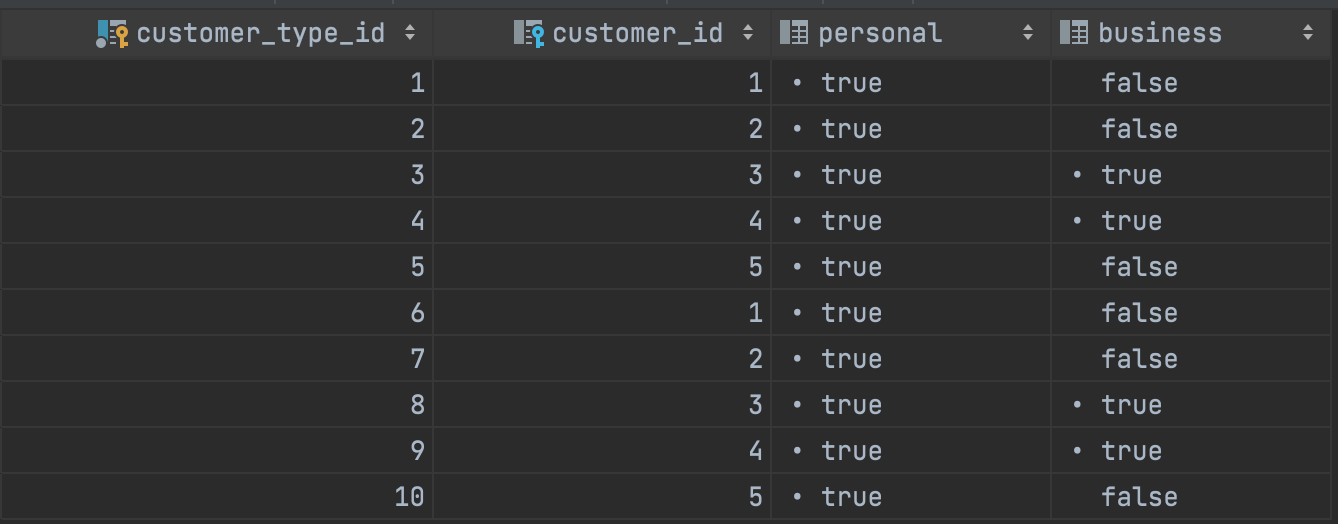 customer_type_id customer_id personal business
1 1 • true false
2 2 • true false
3 3 • true • true
4 4 • true • true
5 5 • true false
6 1 • true false
7 2 • true false
8 3 • true • true
9 4 • true • true
10 5 • true false